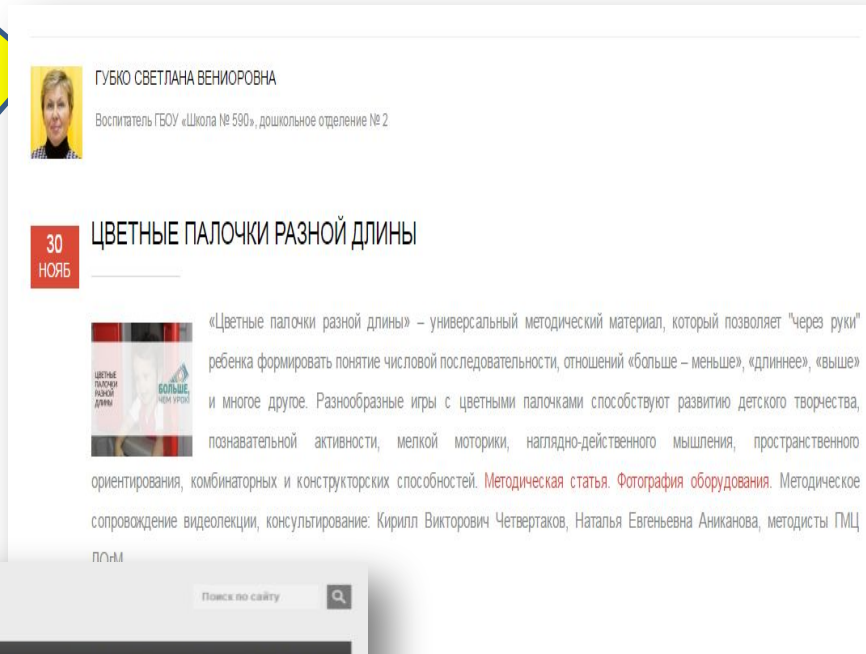 ГУБКО СВЕТЛАНА ВЕНИОРОВНА
Воспитатель ГБОУ «Школа № 590», дошкольное отделение № 2
30
НОЯБ
ЦВЕТНЫЕ ПАЛОЧКИ РАЗНОЙ ДЛИНЫ
ЦВЕТНЫЕ
ПАЛОЧКИ
РАЗНОЙ
ДЛИНЫ
БОЛЬШЕ,
ЧЕМ УРОК
«Цветные палочки разной длины» – универсальный методический материал, который позволяет "через руки"
ребенка формировать понятие числовой последовательности, отношений «больше – меньше», «длиннее», «выше»
и многое другое. Разнообразные игры с цветными палочками способствуют развитию детского творчества,
познавательной активности, мелкой моторики, наглядно-действенного мышления, пространственного
ориентирования, комбинаторных и конструкторских способностей. Методическая статья. Фотография оборудования. Методическое
сопровождение видеолекции, консультирование: Кирилл Викторович Четвертаков, Наталья Евгеньевна Аниканова, методисты ГМЦ
ДОгМ
Поиск по сайту